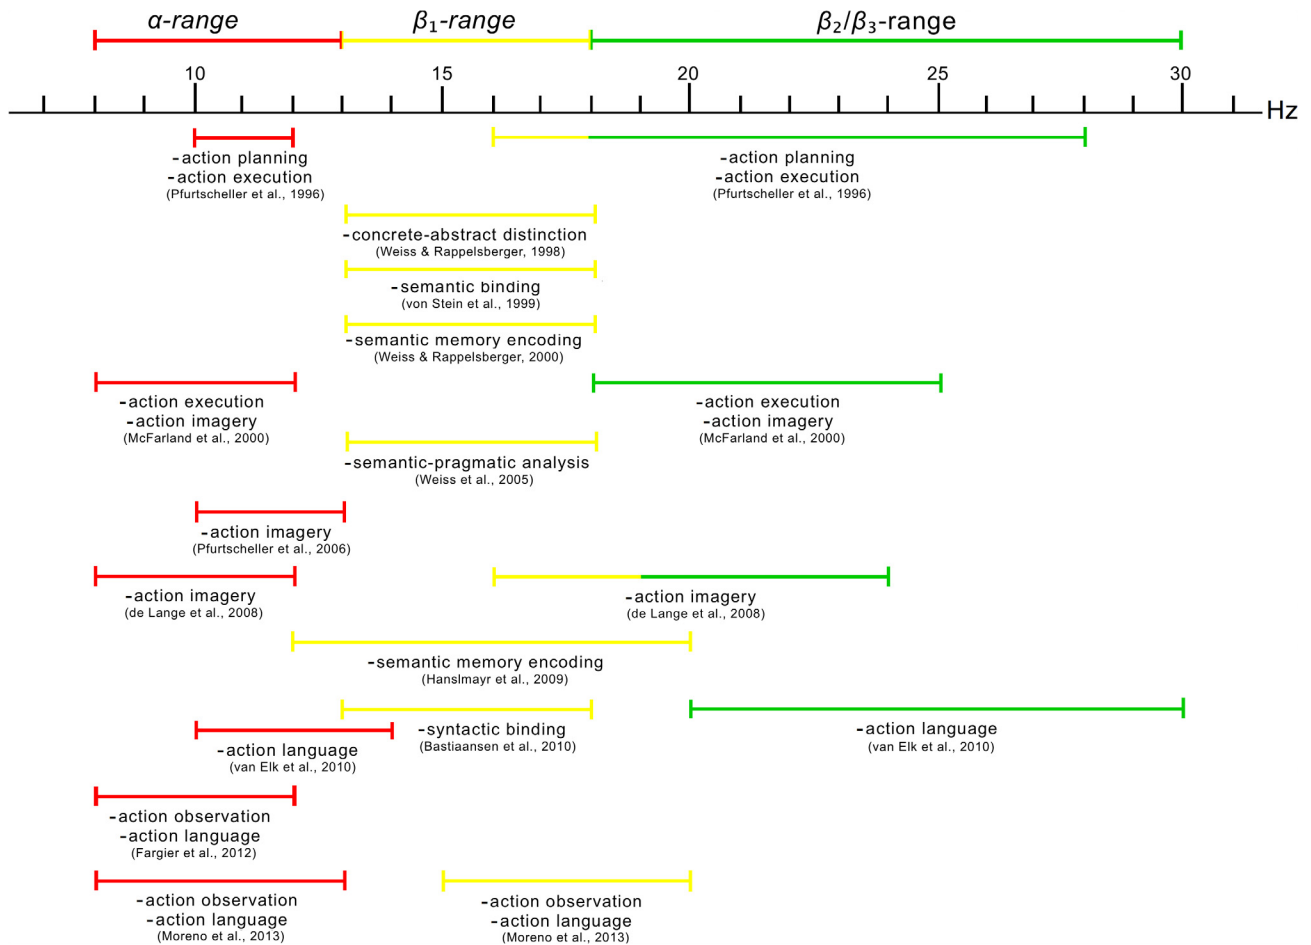 α-range β₁-range β₂/β₃-range
10 15 20 25 30
Hz
-action planning
-action execution
(Pfurtscheller et al., 1996)
-action planning
-action execution
(Pfurtscheller et al., 1996)
-concrete-abstract distinction
(Weiss & Rappelsberger, 1998)
-semantic binding
(von Stein et al., 1999)
-semantic memory encoding
(Weiss & Rappelsberger, 2000)
-action execution
-action imagery
(McFarland et al., 2000)
-action execution
-action imagery
(McFarland et al., 2000)
-semantic-pragmatic analysis
(Weiss et al., 2005)
-action imagery
(Pfurtscheller et al., 2006)
-action imagery
(de Lange et al., 2008)
-action imagery
(de Lange et al., 2008)
-semantic memory encoding
(Hanslmayr et al., 2009)
-syntactic binding
(Bastiaansen et al., 2010)
-action language
(van Elk et al., 2010)
-action language
(van Elk et al., 2010)
-action observation
-action language
(Fargier et al., 2012)
-action observation
-action language
(Moreno et al., 2013)
-action observation
-action language
(Moreno et al., 2013)